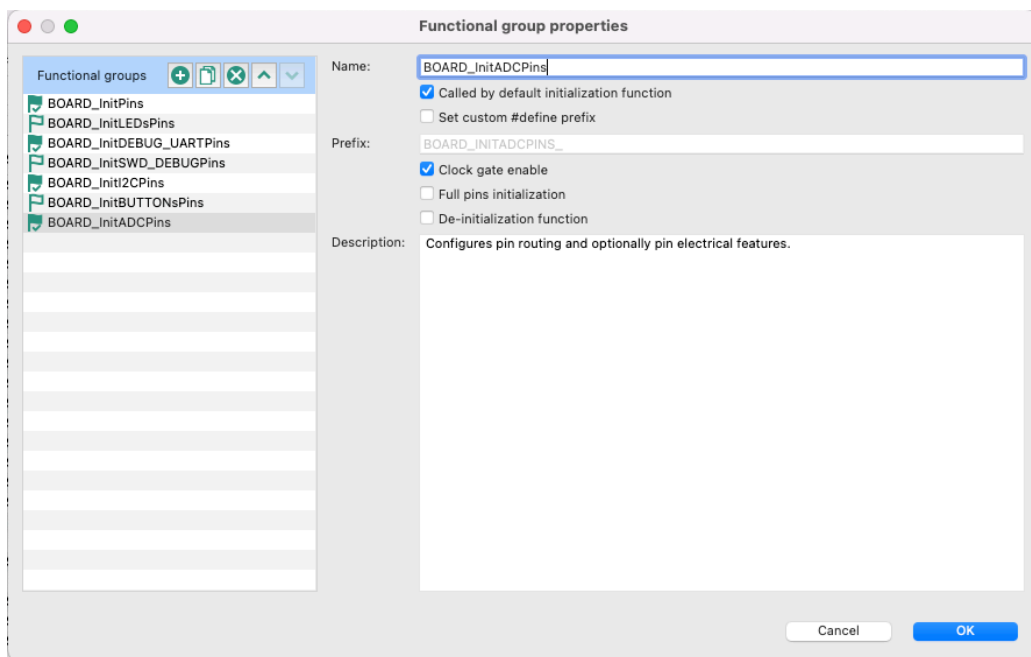 Functional group properties
Functional groups
BOARD_InitPins
BOARD_InitLEDsPins
BOARD_InitDEBUG_UARTPins
BOARD_InitSWD_DEBUGPins
BOARD_InitI2CPins
BOARD_InitBUTTONsPins
BOARD_InitADCPins
Name: BOARD_InitADCPins
Called by default initialization function
Set custom #define prefix
Prefix: BOARD_INITADCPINS_
Clock gate enable
Full pins initialization
De-initialization function
Description: Configures pin routing and optionally pin electrical features.
Cancel OK